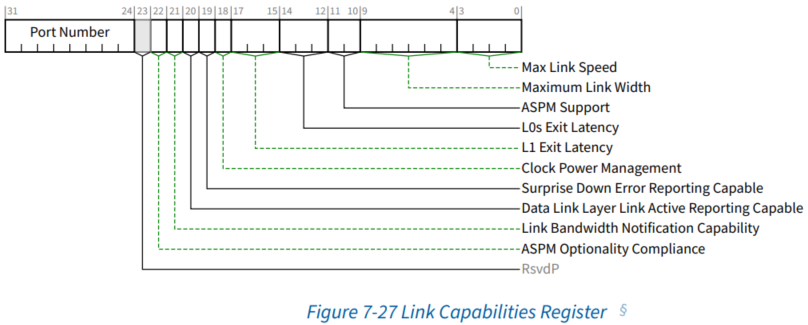 31 24 23 22 21 20 19 18 17 15 14 12 11 10 9 4 3 0
Port Number
Max Link Speed
Maximum Link Width
ASPM Support
L0s Exit Latency
L1 Exit Latency
Clock Power Management
Surprise Down Error Reporting Capable
Data Link Layer Link Active Reporting Capable
Link Bandwidth Notification Capability
ASPM Optionality Compliance
RsvdP
Figure 7-27 Link Capabilities Register §